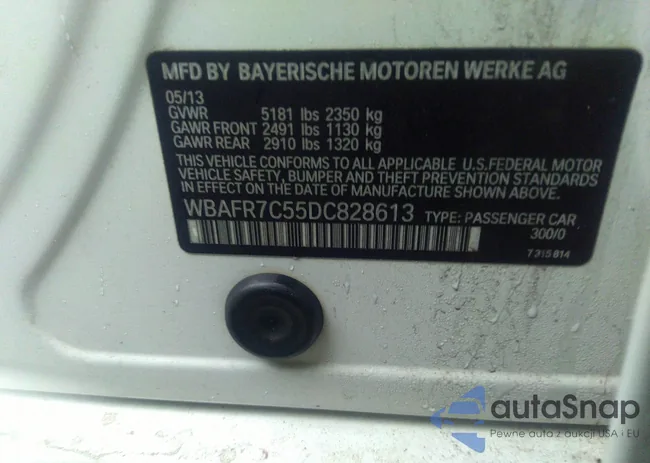 MFD BY BAYERISCHE MOTOREN WERKE AG
05/13
GVWR 5181 lbs 2350 kg
GAWR FRONT 2491 lbs 1130 kg
GAWR REAR 2910 lbs 1320 kg
THIS VEHICLE CONFORMS TO ALL APPLICABLE U.S.FEDERAL MOTOR
VEHICLE SAFETY, BUMPER, AND THEFT PREVENTION STANDARDS
IN EFFECT ON THE DATE OF MANUFACTURE SHOWN ABOVE.
WBAFR7C55DC828613 TYPE: PASSENGER CAR
300/0
7 315 814
autaSnap
Pewne auta z aukcji USA i EU